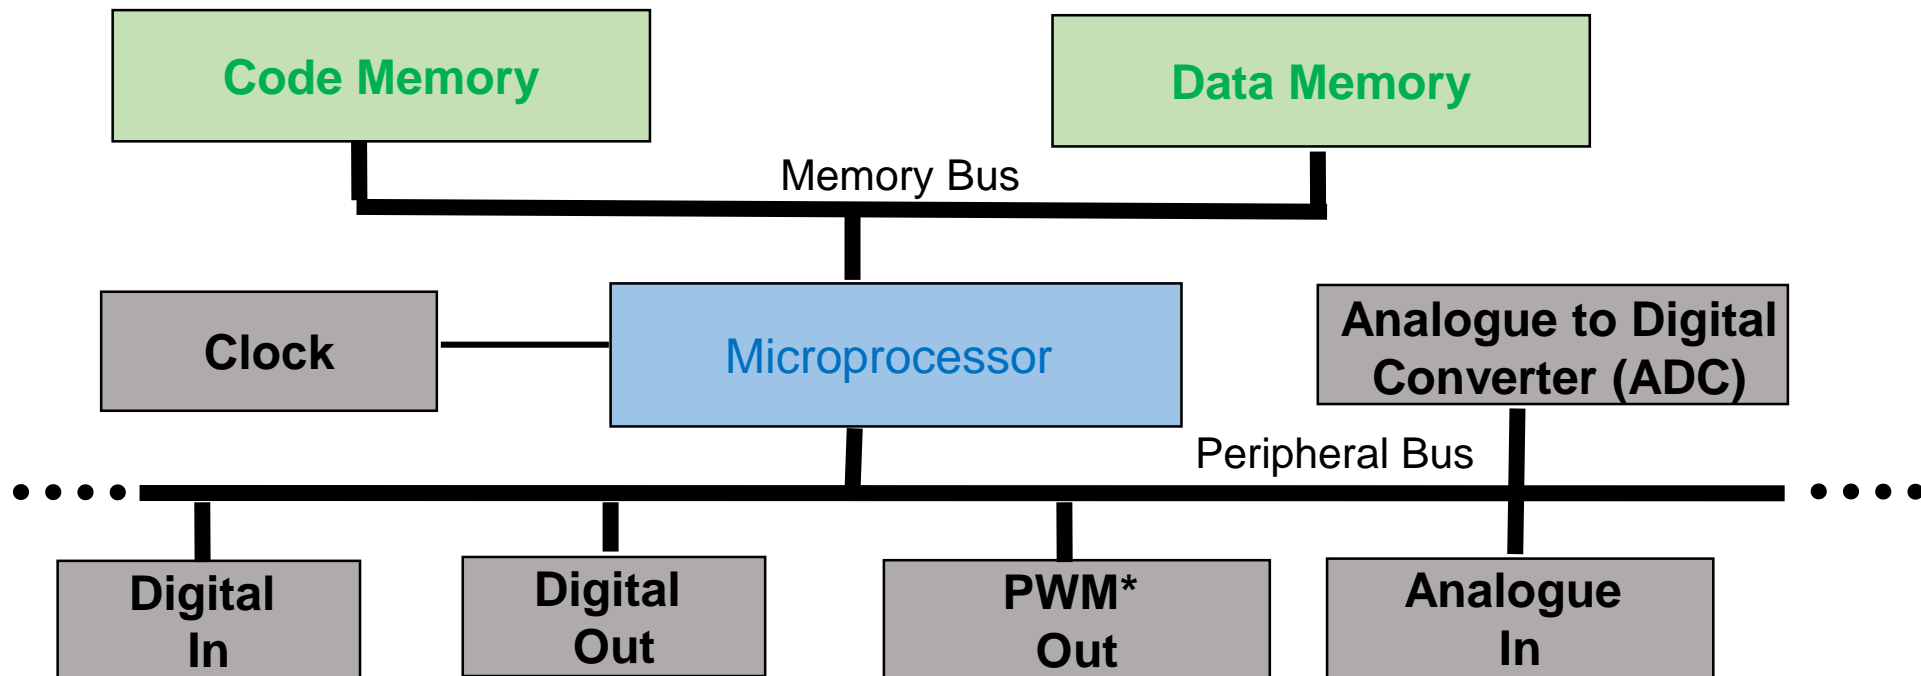 Code Memory
Data Memory
Memory Bus
Clock
Microprocessor
Analogue to Digital
Converter (ADC)
Peripheral Bus
Digital
In
Digital
Out
PWM*
Out
Analogue
In